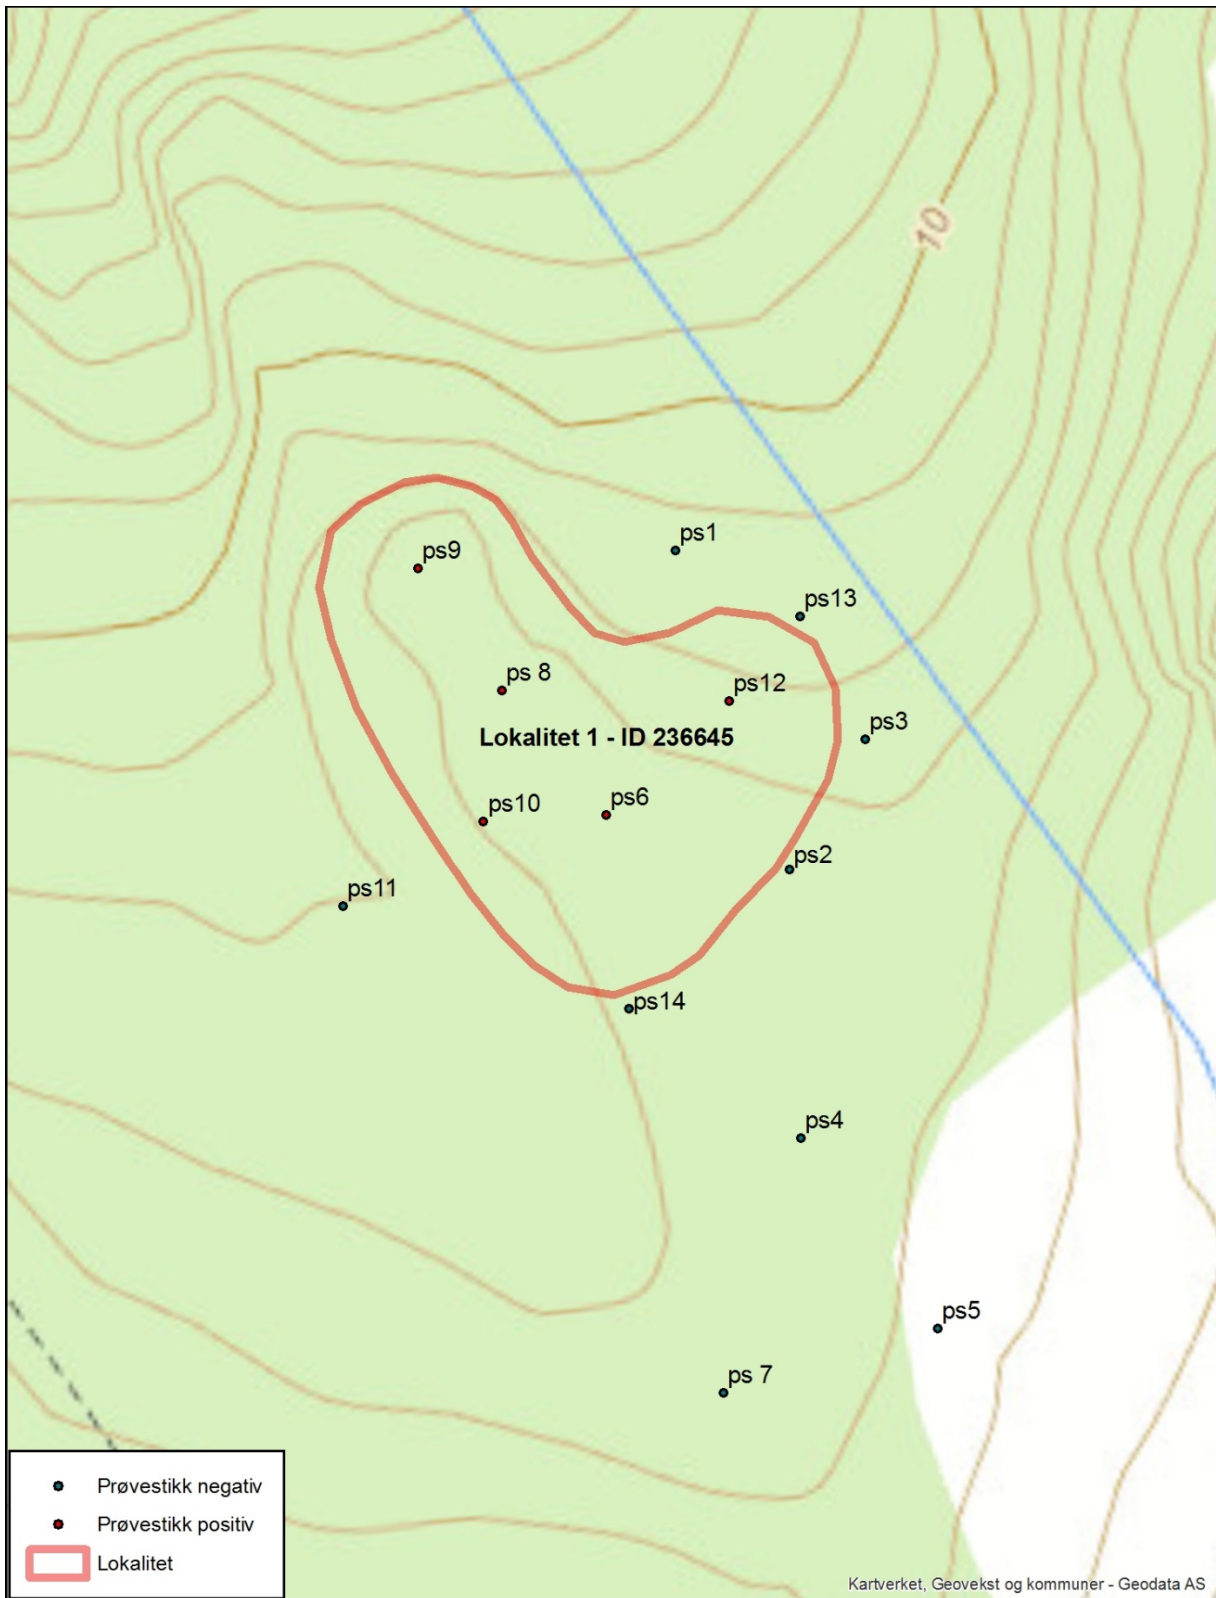 10
ps1
ps9
ps13
ps 8
ps12
Lokalitet 1 - ID 236645
ps3
ps10
ps6
ps2
ps11
ps14
ps4
ps5
ps 7
Prøvestikk negativ
Prøvestikk positiv
Lokalitet
Kartverket, Geovekst og kommuner - Geodata AS